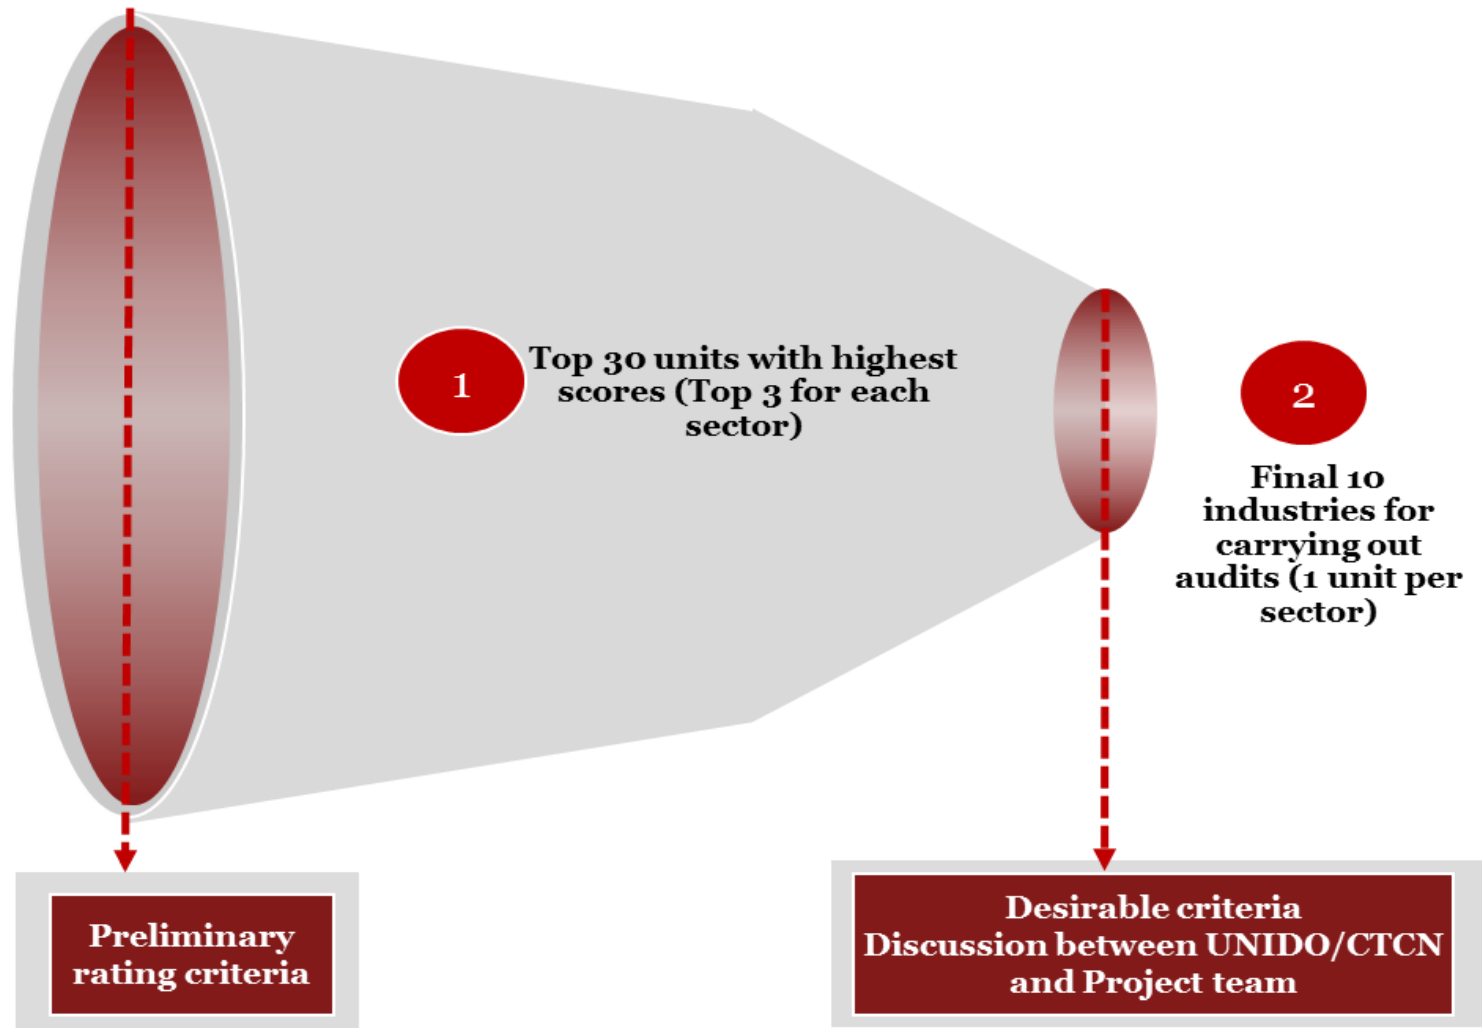 1
Top 30 units with highest
scores (Top 3 for each
sector)
2
Final 10
industries for
carrying out
audits (1 unit per
sector)
Preliminary
rating criteria
Desirable criteria
Discussion between UNIDO/CTCN
and Project team